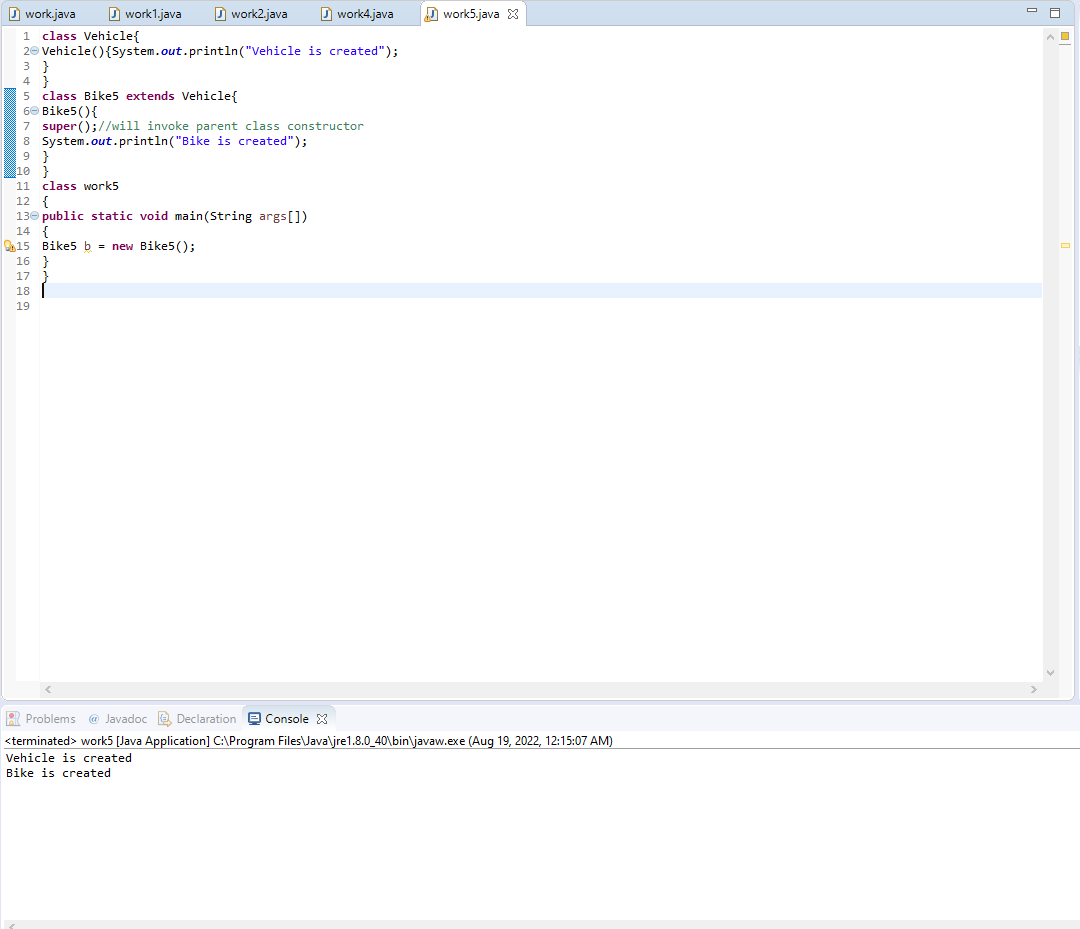 work.java work1.java work2.java work4.java work5.java
1 class Vehicle{
2 Vehicle(){System.out.println("Vehicle is created");
3 }
4 }
5 class Bike5 extends Vehicle{
6 Bike5(){
7 super();//will invoke parent class constructor
8 System.out.println("Bike is created");
9 }
10 }
11 class work5
12 {
13 public static void main(String args[])
14 {
15 Bike5 b = new Bike5();
16 }
17 }
18
19
Problems @ Javadoc Declaration Console
<terminated> work5 [Java Application] C:\Program Files\Java\jre1.8.0_40\bin\javaw.exe (Aug 19, 2022, 12:15:07 AM)
Vehicle is created
Bike is created